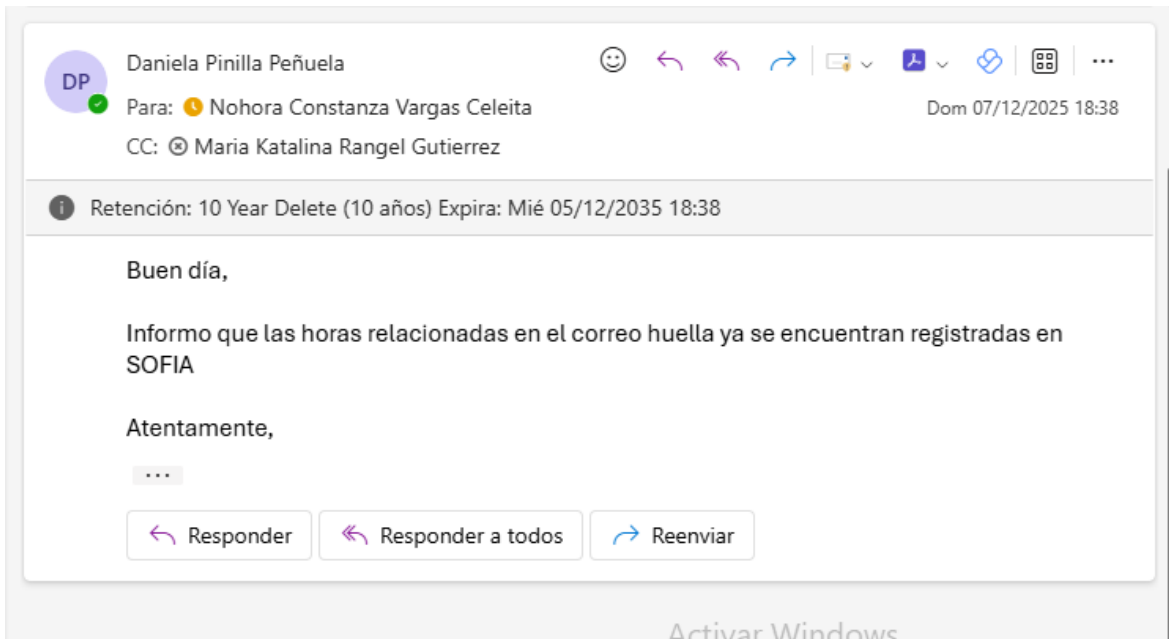 Daniela Pinilla Peñuela
DP
Para: Nohora Constanza Vargas Celeita
Dom 07/12/2025 18:38
CC: Maria Katalina Rangel Gutierrez
Retención: 10 Year Delete (10 años) Expira: Mié 05/12/2035 18:38
Buen día,
Informo que las horas relacionadas en el correo huella ya se encuentran registradas en
SOFIA
Atentamente,
...
Responder
Responder a todos
Reenviar
Activar Windows